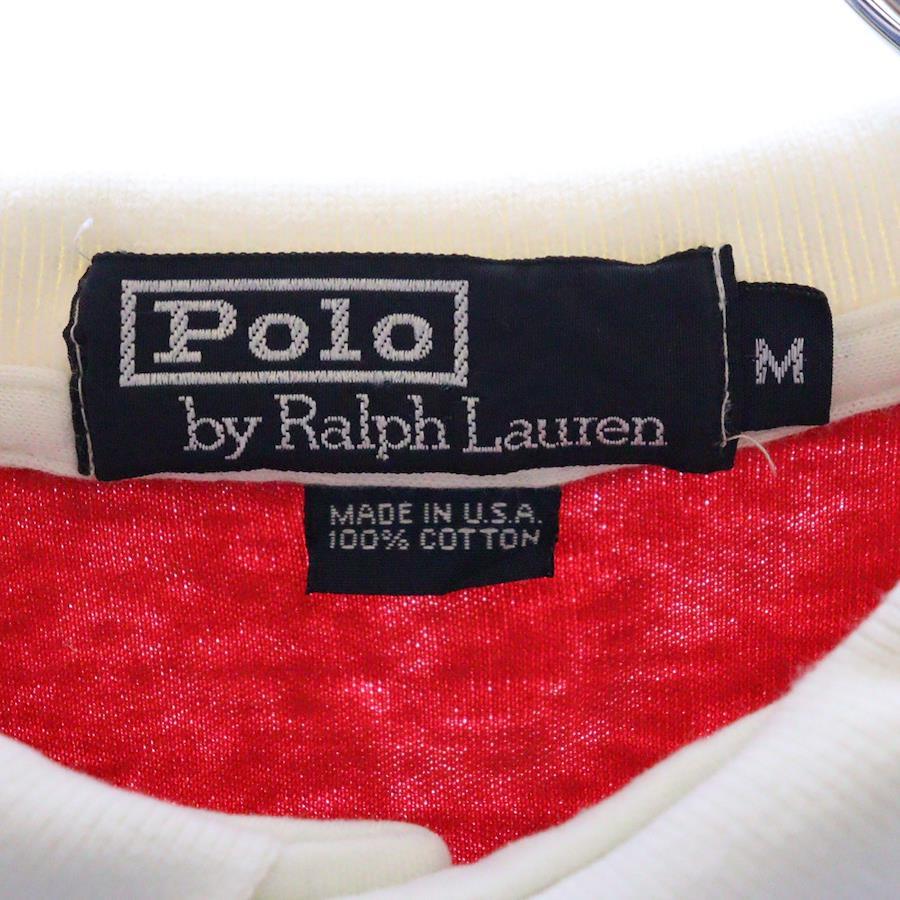 Polo
by Ralph Lauren
M
MADE IN U.S.A.
100% COTTON